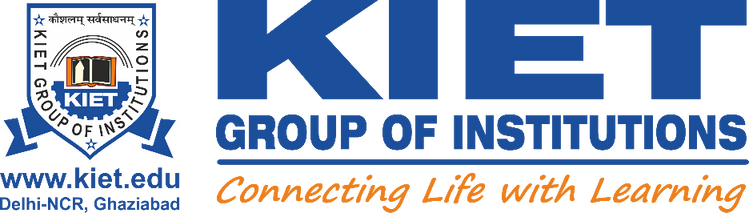 कौशलम् सर्वसाधनम्
KIET GROUP OF INSTITUTIONS
KIET
www.kiet.edu
Delhi-NCR, Ghaziabad
KIET
GROUP OF INSTITUTIONS
Connecting Life with Learning